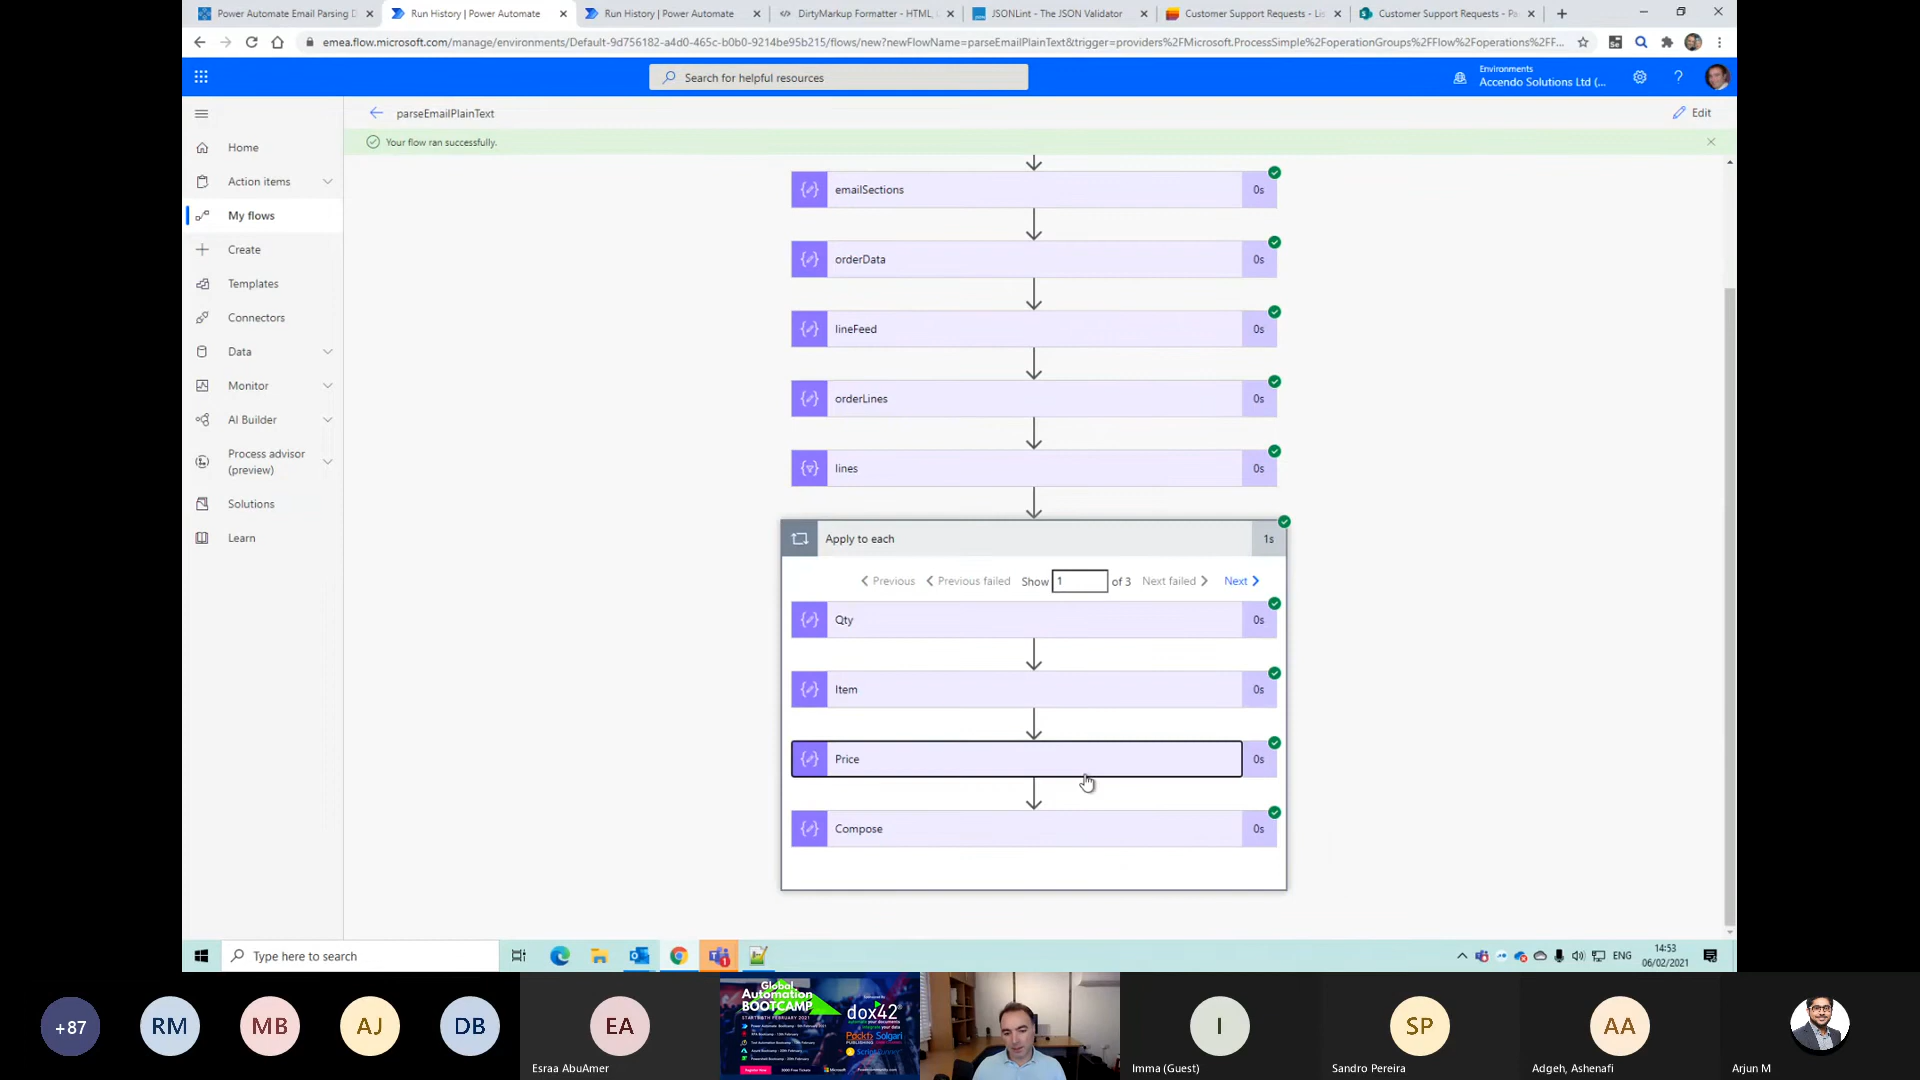 Power Automate Email Parsing D
Run History | Power Automate
Run History | Power Automate
DirtyMarkup Formatter - HTML,
JSONLint - The JSON Validator
Customer Support Requests - Lis
Customer Support Requests - Pa
emea.flow.microsoft.com/manage/environments/Default-9d756182-a4d0-465c-b0b0-9214be95b215/flows/new?newFlowName=parseEmailPlainText&trigger=providers%2FMicrosoft.ProcessSimple%2FoperationGroups%2FFlow%2Foperations%2FF...
Search for helpful resources
Environments
Accendo Solutions Ltd (...
parseEmailPlainText
Edit
Your flow ran successfully.
Home
Action items
My flows
Create
Templates
Connectors
Data
Monitor
AI Builder
Process advisor
(preview)
Solutions
Learn
emailSections 0s
orderData 0s
lineFeed 0s
orderLines 0s
lines 0s
Apply to each 1s
Previous Previous failed Show 1 of 3 Next failed Next
Qty 0s
Item 0s
Price 0s
Compose 0s
Type here to search
ENG
14:53
06/02/2021
+87
RM
MB
AJ
DB
EA
Esraa AbuAmer
Global
Automation
BOOTCAMP
dox42
I
Imma (Guest)
SP
Sandro Pereira
AA
Adgeh, Ashenafi
Arjun M